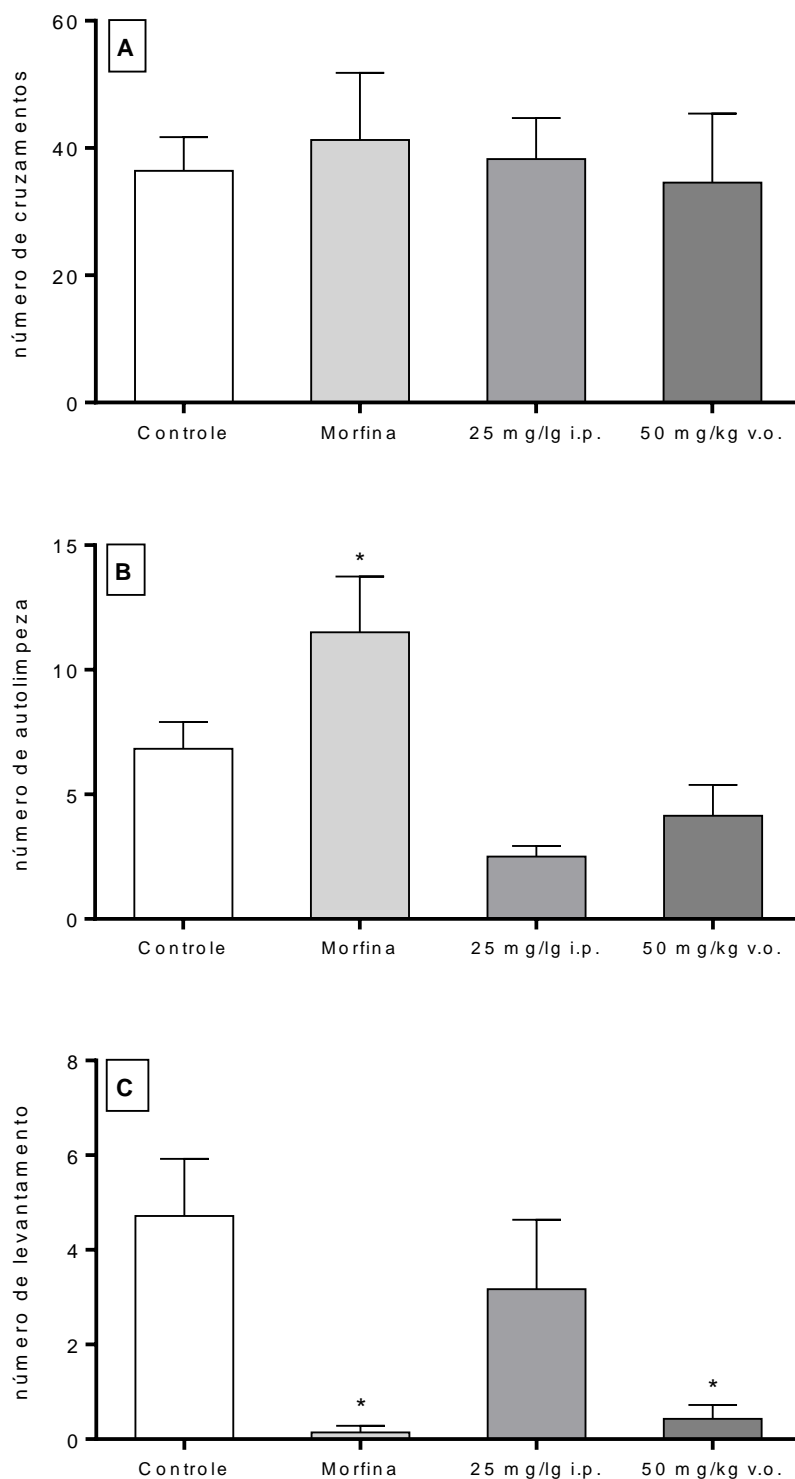 A
número de cruzamentos
60
40
20
0
Controle Morfina 25 mg/lg i.p. 50 mg/kg v.o.
B
número de autolimpeza
15
10
5
0
*
Controle Morfina 25 mg/lg i.p. 50 mg/kg v.o.
C
número de levantamento
8
6
4
2
0
*
*
Controle Morfina 25 mg/lg i.p. 50 mg/kg v.o.